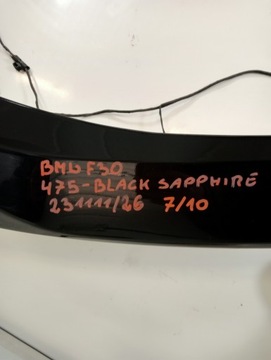 BMW F30
475-BLACK SAPPHIRE
231111/26 7/10